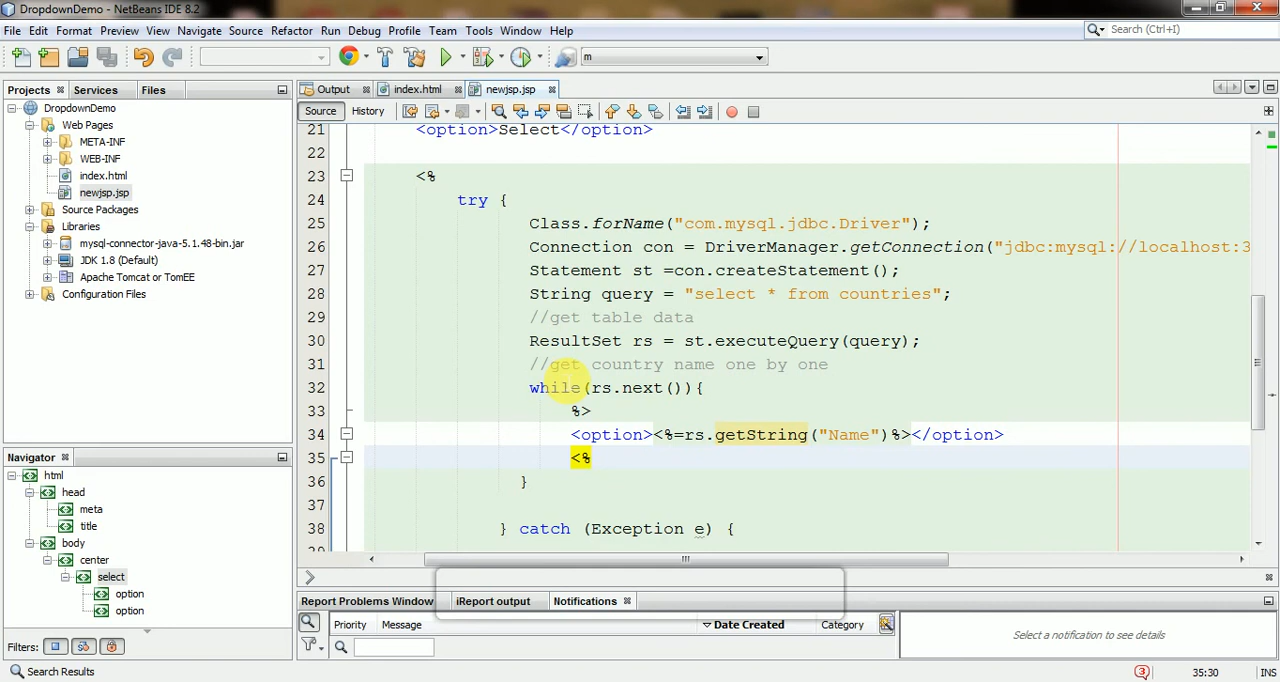 DropdownDemo - NetBeans IDE 8.2
File Edit Format Preview View Navigate Source Refactor Run Debug Profile Team Tools Window Help
Search (Ctrl+I)
m
Projects Services Files
DropdownDemo
Web Pages
META-INF
WEB-INF
index.html
newjsp.jsp
Source Packages
Libraries
mysql-connector-java-5.1.48-bin.jar
JDK 1.8 (Default)
Apache Tomcat or TomEE
Configuration Files
Navigator
html
head
meta
title
body
center
select
option
option
Filters:
Output index.html newjsp.jsp
Source History
21 <option>Select</option>
22
23 <%
24 try {
25 Class.forName("com.mysql.jdbc.Driver");
26 Connection con = DriverManager.getConnection("jdbc:mysql://localhost:3
27 Statement st =con.createStatement();
28 String query = "select * from countries";
29 //get table data
30 ResultSet rs = st.executeQuery(query);
31 //get country name one by one
32 while(rs.next()){
33 %>
34 <option><%=rs.getString("Name")%></option>
35 <%
36 }
37
38 } catch (Exception e) {
Report Problems Window iReport output Notifications
Priority Message Date Created Category
Select a notification to see details
Search Results
3
35:30 INS